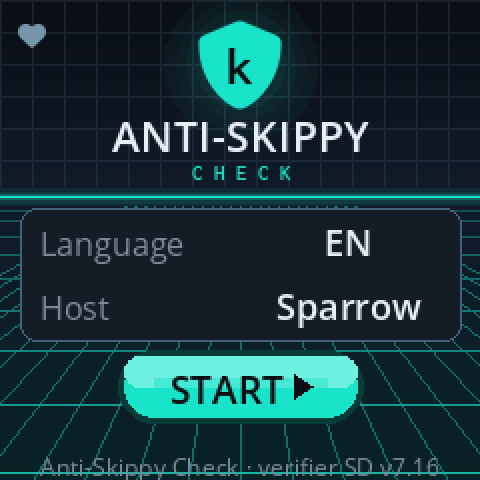 k
ANTI-SKIPPY
CHECK
Language EN
Host Sparrow
START
Anti-Skippy Check · verifier SD v7.16